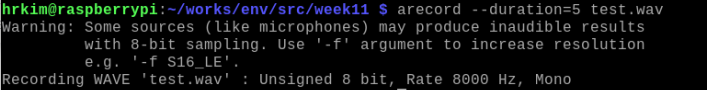 hrkim@raspberrypi:~/works/env/src/week11 $ arecord --duration=5 test.wav
Warning: Some sources (like microphones) may produce inaudible results
         with 8-bit sampling. Use '-f' argument to increase resolution
         e.g. '-f S16_LE'.
Recording WAVE 'test.wav' : Unsigned 8 bit, Rate 8000 Hz, Mono